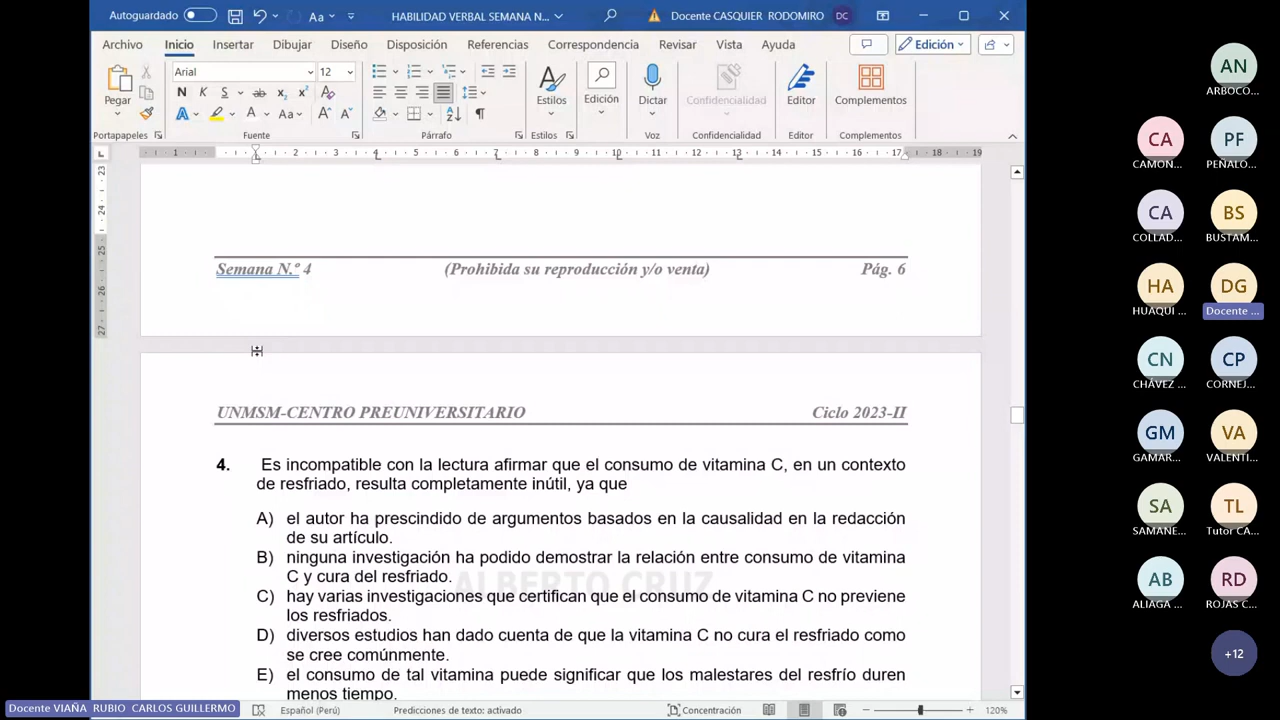 Autoguardado
HABILIDAD VERBAL SEMANA N...
Docente CASQUIER RODOMIRO
DC
Archivo
Inicio
Insertar
Dibujar
Diseño
Disposición
Referencias
Correspondencia
Revisar
Vista
Ayuda
Edición
Pegar
Arial
12
Estilos
Edición
Dictar
Confidencialidad
Editor
Complementos
Portapapeles
Fuente
Párrafo
Estilos
Voz
Confidencialidad
Editor
Complementos
Semana N.º 4 (Prohibida su reproducción y/o venta) Pág. 6
UNMSM-CENTRO PREUNIVERSITARIO Ciclo 2023-II
4. Es incompatible con la lectura afirmar que el consumo de vitamina C, en un contexto
de resfriado, resulta completamente inútil, ya que
A) el autor ha prescindido de argumentos basados en la causalidad en la redacción
de su artículo.
B) ninguna investigación ha podido demostrar la relación entre consumo de vitamina
C y cura del resfriado.
C) hay varias investigaciones que certifican que el consumo de vitamina C no previene
los resfriados.
D) diversos estudios han dado cuenta de que la vitamina C no cura el resfriado como
se cree comúnmente.
E) el consumo de tal vitamina puede significar que los malestares del resfrío duren
menos tiempo.
ALBERTO CRUZ
Docente VIAÑA RUBIO CARLOS GUILLERMO
Español (Perú)
Predicciones de texto: activado
Concentración
120%
AN
ARBOCO...
CA
CAMON...
PF
PEÑALO...
CA
COLLAD...
BS
BUSTAM...
HA
HUAQUI ...
DG
Docente ...
CN
CHÁVEZ ...
CP
CORNEJ...
GM
GAMAR...
VA
VALENTI...
SA
SAMANE...
TL
Tutor CA...
AB
ALIAGA ...
RD
ROJAS C...
+12